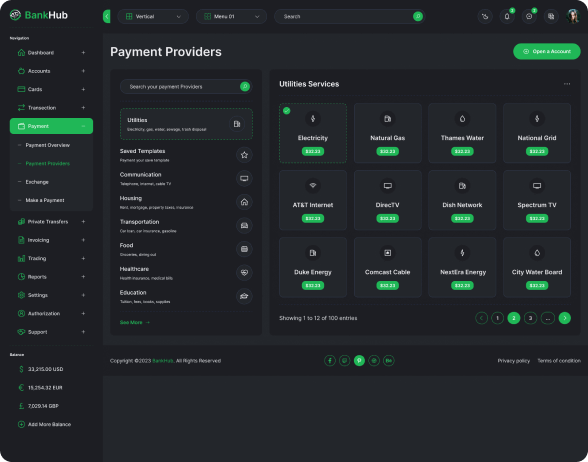 BankHub
Navigation
Dashboard
Accounts
Cards
Transaction
Payment
Payment Overview
Payment Providers
Exchange
Make a Payment
Private Transfers
Invoicing
Trading
Reports
Settings
Authorization
Support
Balance
$ 33,215.00 USD
€ 15,254.32 EUR
£ 7,029.14 GBP
Add More Balance
Vertical
Menu 01
Search
Payment Providers
Open a Account
Search your payment Providers
Utilities
Electricity, gas, water, sewage, trash disposal
Saved Templates
Payment your save template
Communication
Telephone, internet, cable TV
Housing
Rent, mortgage, property taxes, insurance
Transportation
Car loan, car insurance, gasoline
Food
Groceries, dining out
Healthcare
Health insurance, medical bills
Education
Tuition, fees, books, supplies
See More →
Utilities Services
Electricity
$32.23
Natural Gas
$32.23
Thames Water
$32.23
National Grid
$32.23
AT&T Internet
$32.23
DirecTV
$32.23
Dish Network
$32.23
Spectrum TV
$32.23
Duke Energy
$32.23
Comcast Cable
$32.23
NextEra Energy
$32.23
City Water Board
$32.23
Showing 1 to 12 of 100 entries
1 2 3 ...
Copyright ©2023 BankHub. All Rights Reserved
Privacy policy
Terms of condition